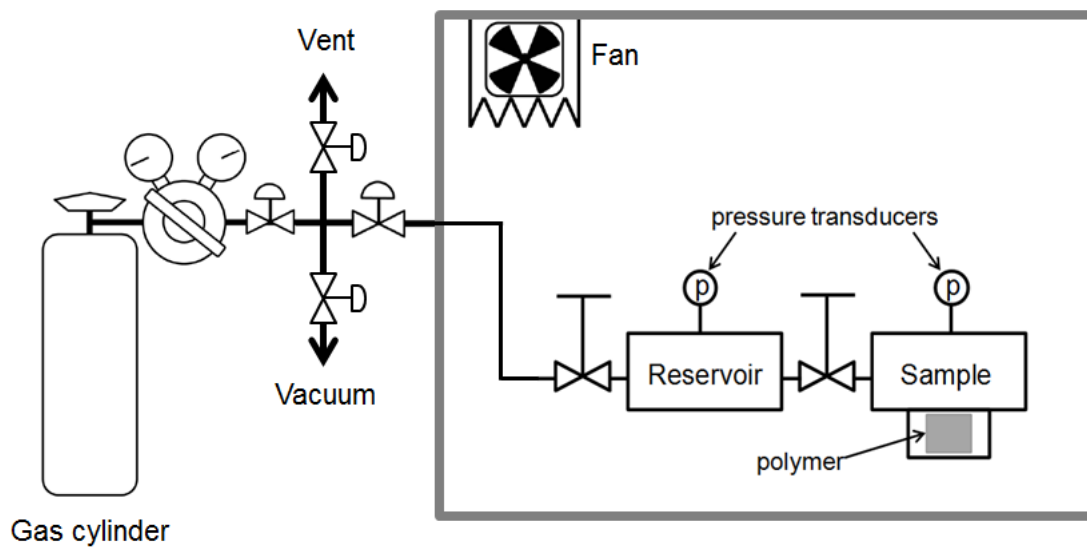 Vent
Fan
pressure transducers
p
p
Reservoir
Sample
Vacuum
polymer
Gas cylinder